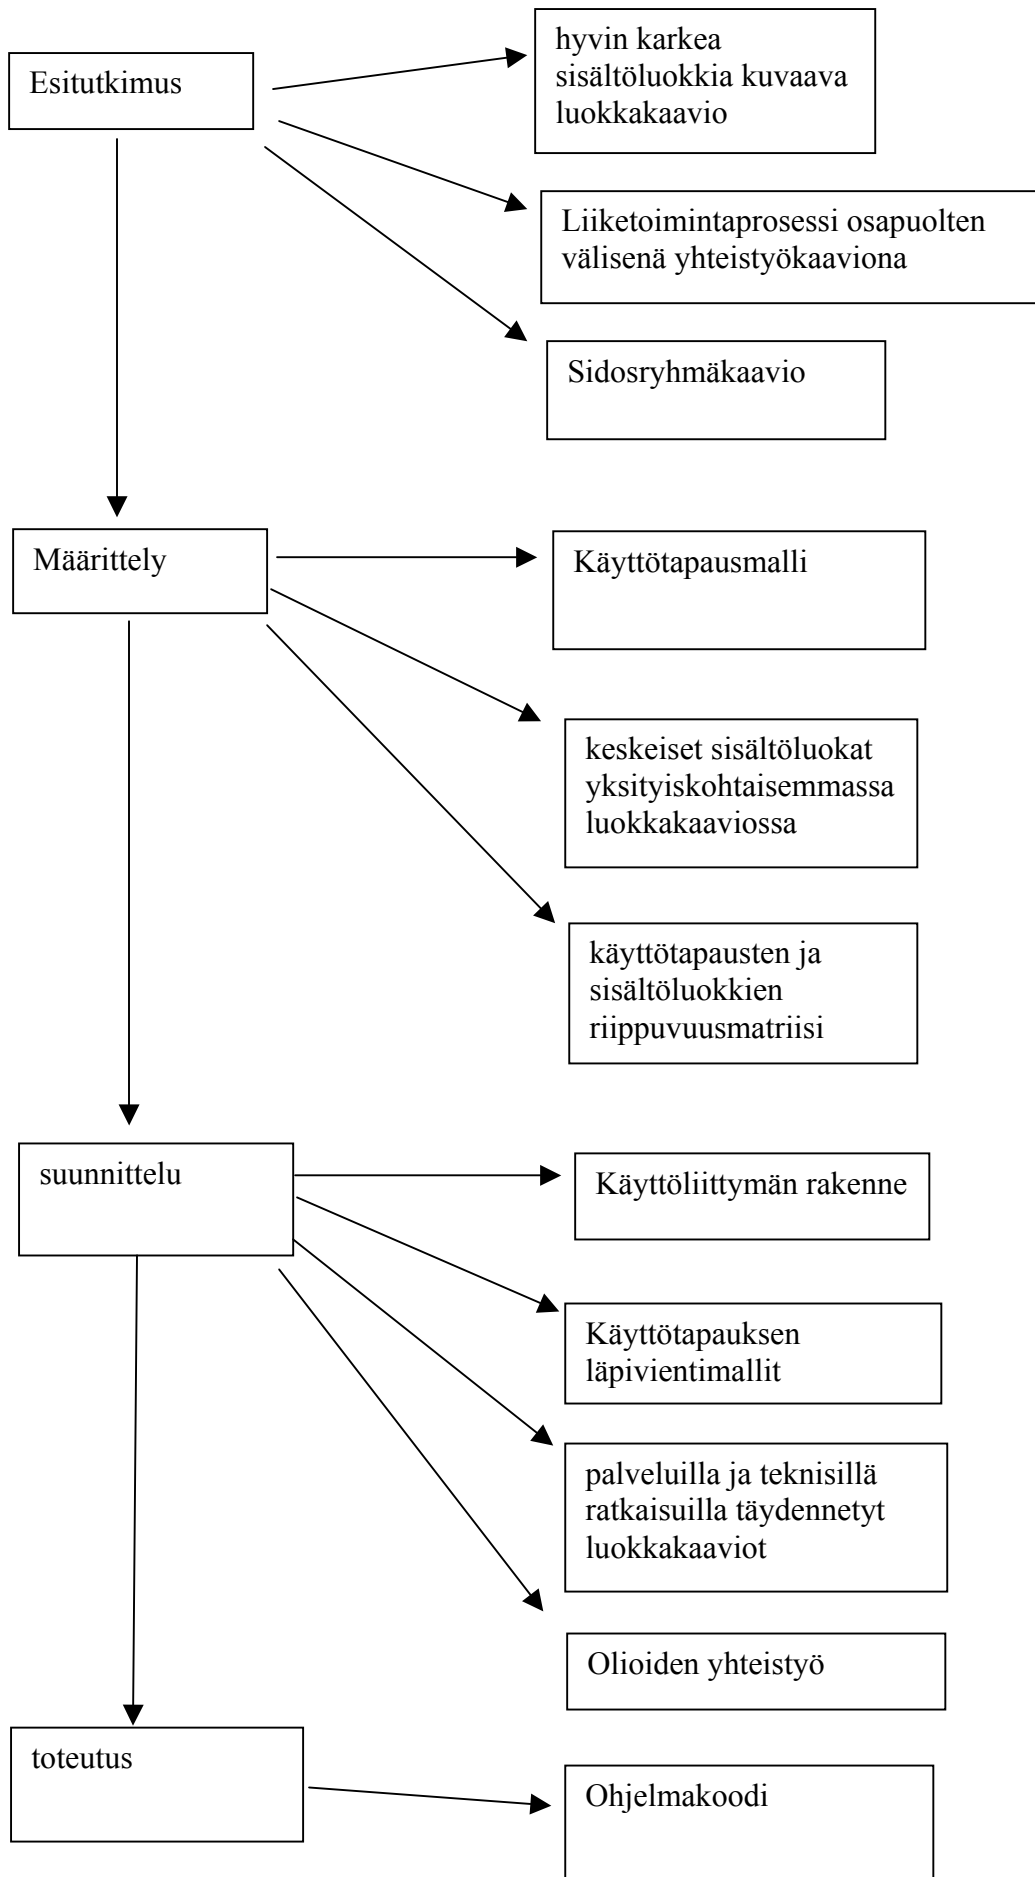 Esitutkimus
hyvin karkea
sisältöluokkia kuvaava
luokkakaavio
Liiketoimintaprosessi osapuolten
välisenä yhteistyökaaviona
Sidosryhmäkaavio
Määrittely
Käyttötapausmalli
keskeiset sisältöluokat
yksityiskohtaisemmassa
luokkakaaviossa
käyttötapausten ja
sisältöluokkien
riippuvuusmatriisi
suunnittelu
Käyttöliittymän rakenne
Käyttötapauksen
läpivientimallit
palveluilla ja teknisillä
ratkaisuilla täydennetyt
luokkakaaviot
Olioiden yhteistyö
toteutus
Ohjelmakoodi